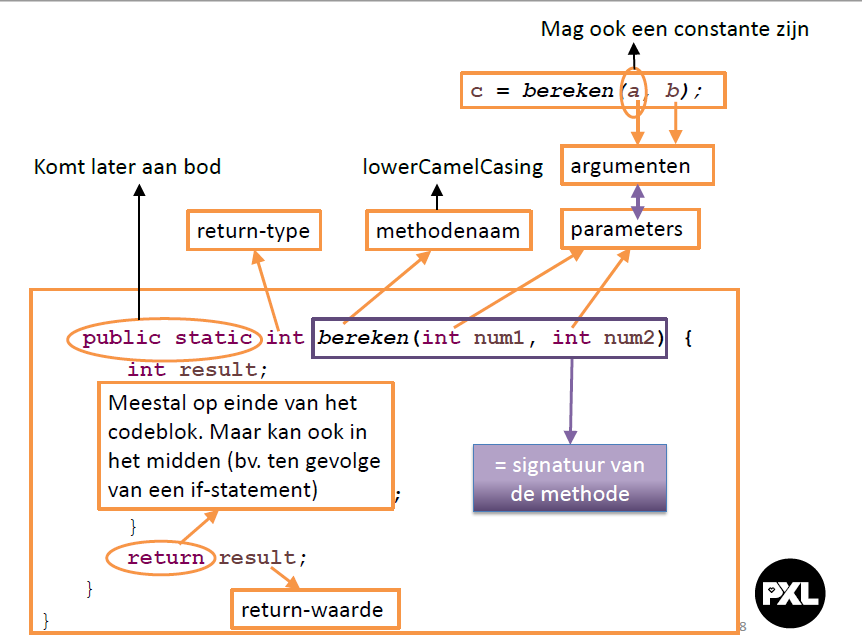 Mag ook een constante zijn
c = bereken(a, b);
Komt later aan bod
lowerCamelCasing
argumenten
return-type
methodenaam
parameters
public static int bereken(int num1, int num2) {
int result;
Meestal op einde van het
codeblok. Maar kan ook in
het midden (bv. ten gevolge
van een if-statement)
;
= signatuur van
de methode
}
return result;
}
return-waarde
}
PXL
8